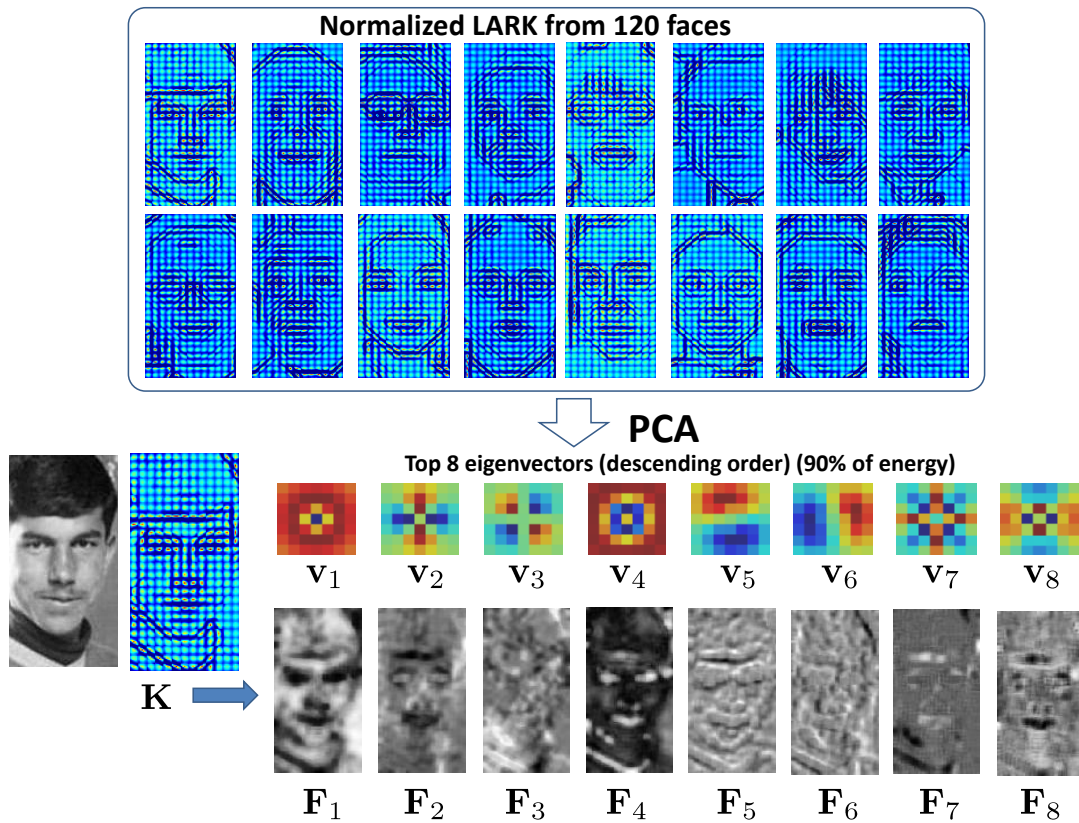 Normalized LARK from 120 faces
PCA
Top 8 eigenvectors (descending order) (90% of energy)
v1 v2 v3 v4 v5 v6 v7 v8
K
F1 F2 F3 F4 F5 F6 F7 F8